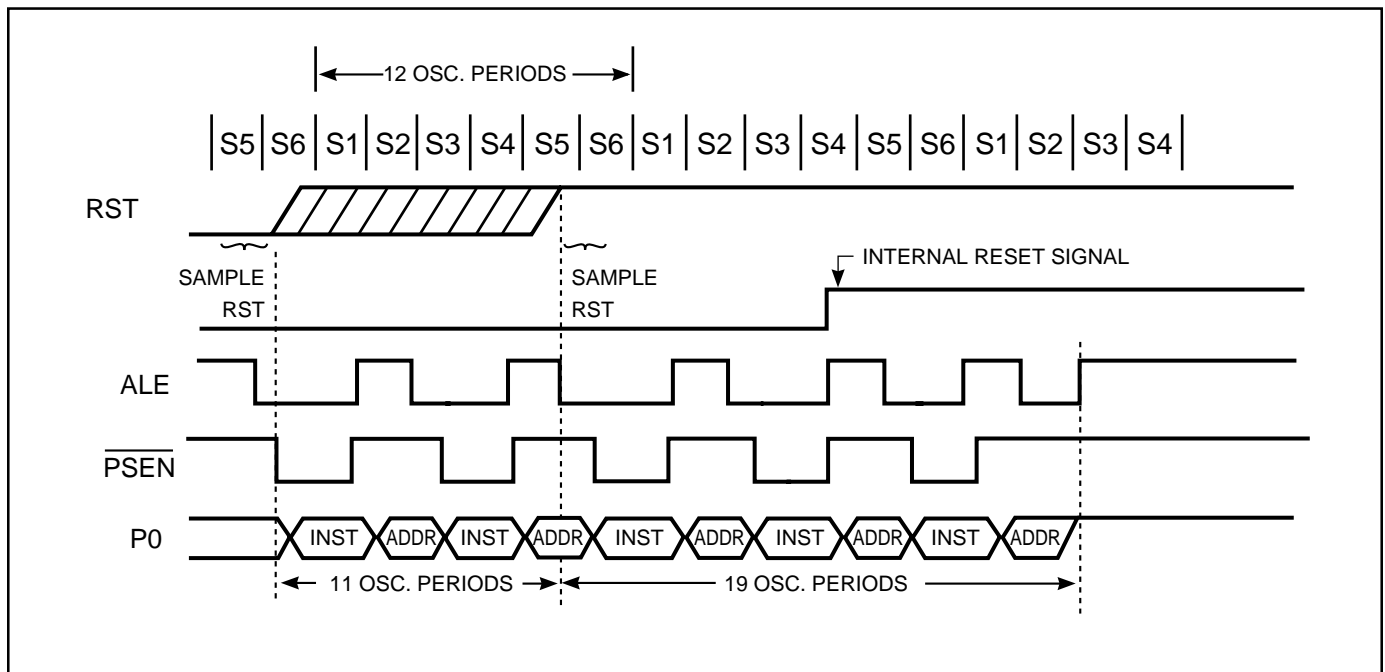 12 OSC. PERIODS
S5 S6 S1 S2 S3 S4 S5 S6 S1 S2 S3 S4 S5 S6 S1 S2 S3 S4
RST
SAMPLE
RST
SAMPLE
RST
INTERNAL RESET SIGNAL
ALE
PSEN
P0
INST ADDR INST ADDR INST ADDR INST ADDR INST ADDR
11 OSC. PERIODS
19 OSC. PERIODS